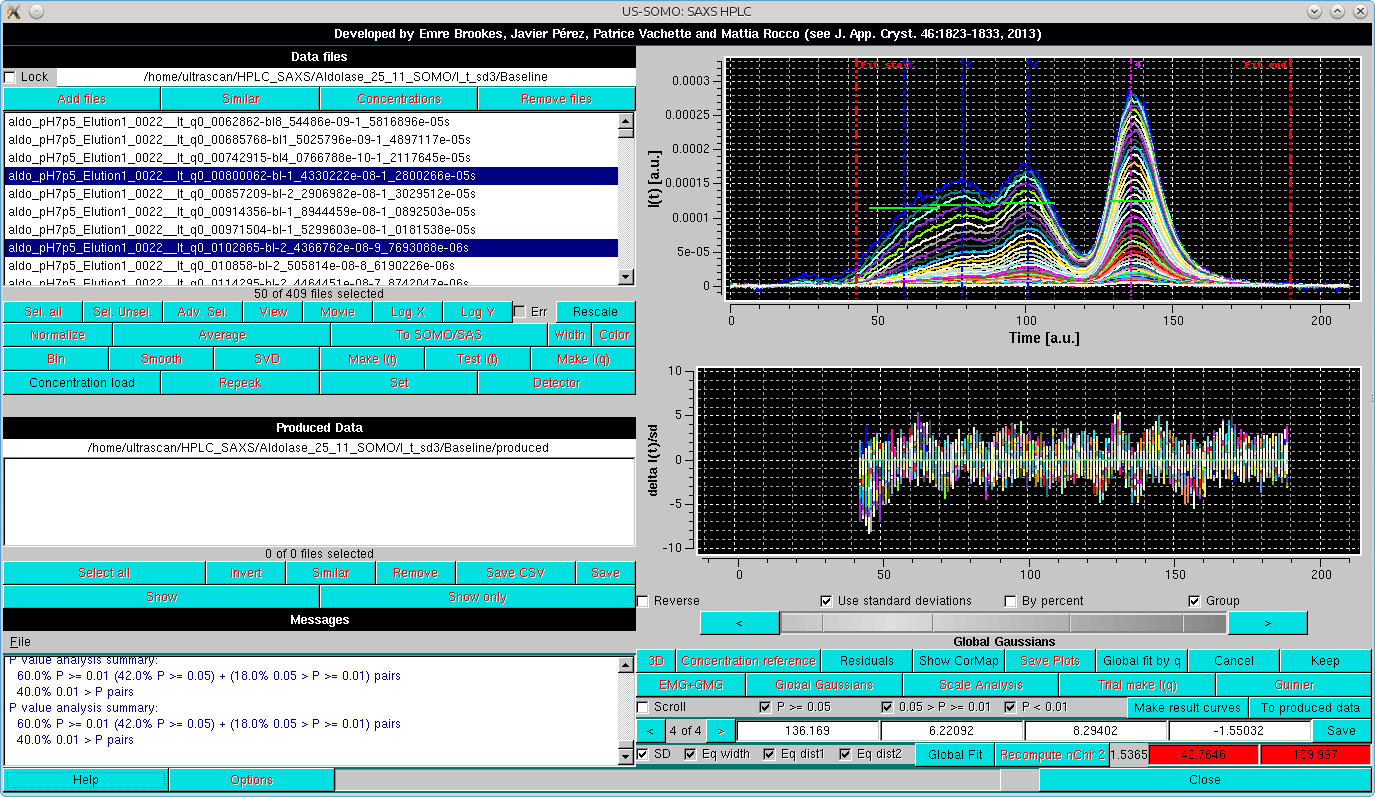 US-SOMO: SAXS HPLC
Developed by Emre Brookes, Javier Pérez, Patrice Vachette and Mattia Rocco (see J. App. Cryst. 46:1823-1833, 2013)
Data files
Lock
/home/ultrascan/HPLC_SAXS/Aldolase_25_11_SOMO/I_t_sd3/Baseline
Add files Similar Concentrations Remove files
aldo_pH7p5_Elution1_0022__It_q0_0062862-bl8_54486e-09-1_5816896e-05s
aldo_pH7p5_Elution1_0022__It_q0_00685768-bl1_5025796e-09-1_4897117e-05s
aldo_pH7p5_Elution1_0022__It_q0_00742915-bl4_0766788e-10-1_2117645e-05s
aldo_pH7p5_Elution1_0022__It_q0_00800062-bl-1_4330222e-08-1_2800266e-05s
aldo_pH7p5_Elution1_0022__It_q0_00857209-bl-2_2906982e-08-1_3029512e-05s
aldo_pH7p5_Elution1_0022__It_q0_00914356-bl-1_8944459e-08-1_0892503e-05s
aldo_pH7p5_Elution1_0022__It_q0_00971504-bl-1_5299603e-08-1_0181538e-05s
aldo_pH7p5_Elution1_0022__It_q0_0102865-bl-2_4366762e-08-9_7693088e-06s
aldo_pH7p5_Elution1_0022__It_q0_010858-bl-2_505814e-08-8_6190226e-06s
aldo_pH7p5_Elution1_0022__It_q0_0114295-bl-2_4464451e-08-7_8742047e-06s
50 of 409 files selected
Sel. all Sel. Unsel. Adv. Sel. View Movie Log X Log Y Err Rescale
Normalize Average To SOMO/SAS Width Color
Bin Smooth SVD Make I(t) Test I(t) Make I(q)
Concentration load Repeak Set Detector
Produced Data
/home/ultrascan/HPLC_SAXS/Aldolase_25_11_SOMO/I_t_sd3/Baseline/produced
0 of 0 files selected
Select all Invert Similar Remove Save CSV Save
Show Show only
Messages
File
P value analysis summary:
60.0% P >= 0.01 (42.0% P >= 0.05) + (18.0% 0.05 > P >= 0.01) pairs
40.0% 0.01 > P pairs
P value analysis summary:
60.0% P >= 0.01 (42.0% P >= 0.05) + (18.0% 0.05 > P >= 0.01) pairs
40.0% 0.01 > P pairs
Help Options
Fit start 4 Fit end
0.0003
0.00025
0.0002
0.00015
0.0001
5e-05
0
I(t) [a.u.]
0 50 100 150 200
Time [a.u.]
10
5
0
-5
-10
delta I(t)/sd
0 50 100 150 200
Reverse Use standard deviations By percent Group
< >
Global Gaussians
3D Concentration reference Residuals Show CorMap Save Plots Global fit by q Cancel Keep
EMG+GMG Global Gaussians Scale Analysis Trial make I(q) Guinier
Scroll P >= 0.05 0.05 > P >= 0.01 P < 0.01 Make result curves To produced data
< 4 of 4 > 136.169 6.22092 8.29402 -1.55032 Save
SD Eq width Eq dist1 Eq dist2 Global Fit Recompute nChi^2 1.5365 42.7646
Close